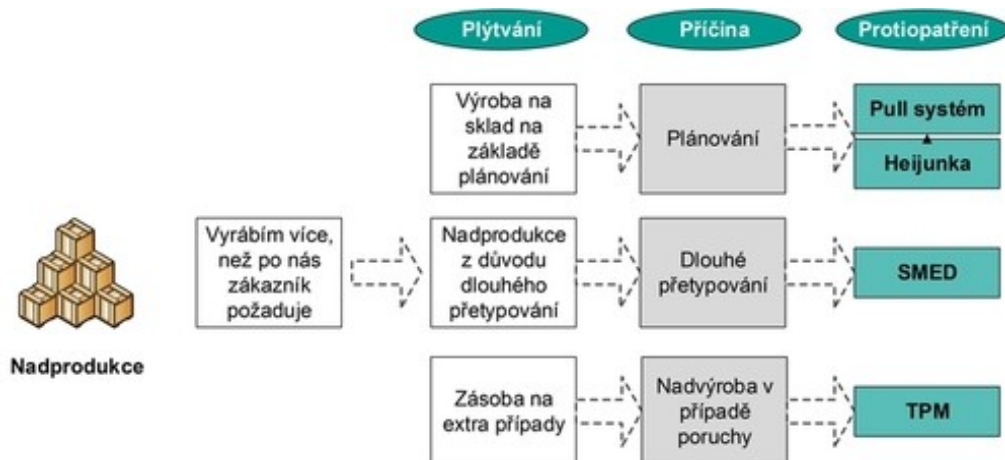 Plýtvání
Příčina
Protiopatření
Výroba na
sklad na
základě
plánování
Plánování
Pull systém
Heijunka
Vyrábím více,
než po nás
zákazník
požaduje
Nadprodukce
z důvodu
dlouhého
přetypování
Dlouhé
přetypování
SMED
Nadprodukce
Zásoba na
extra případy
Nadvýroba v
případě
poruchy
TPM